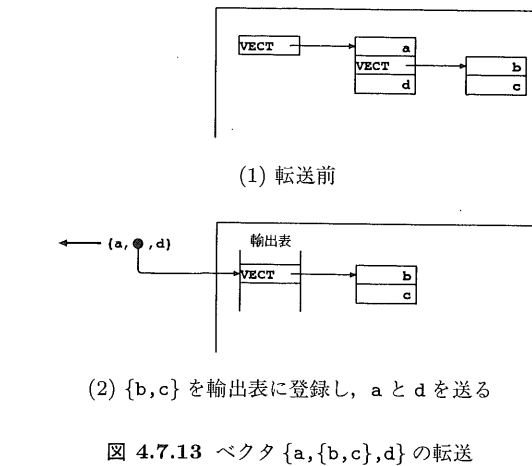 VECT
a
VECT
d
b
c
(1) 転送前
{a, ● ,d}
輸出表
VECT
b
c
(2) {b,c} を輸出表に登録し, a と d を送る
図 4.7.13 ベクタ {a,{b,c},d} の転送